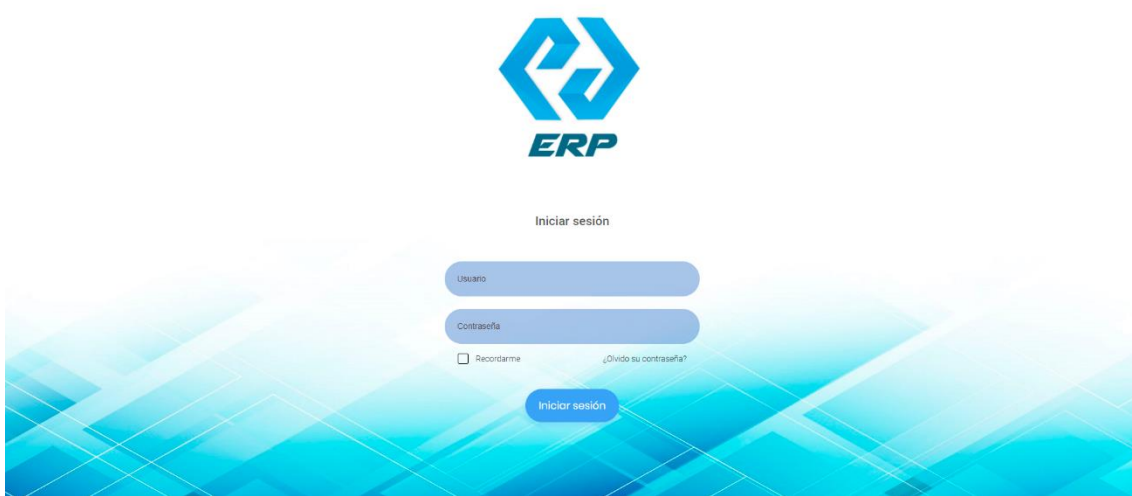 ERP
Iniciar sesión
Usuario
Contraseña
Recordarme ¿Olvido su contraseña?
Iniciar sesión